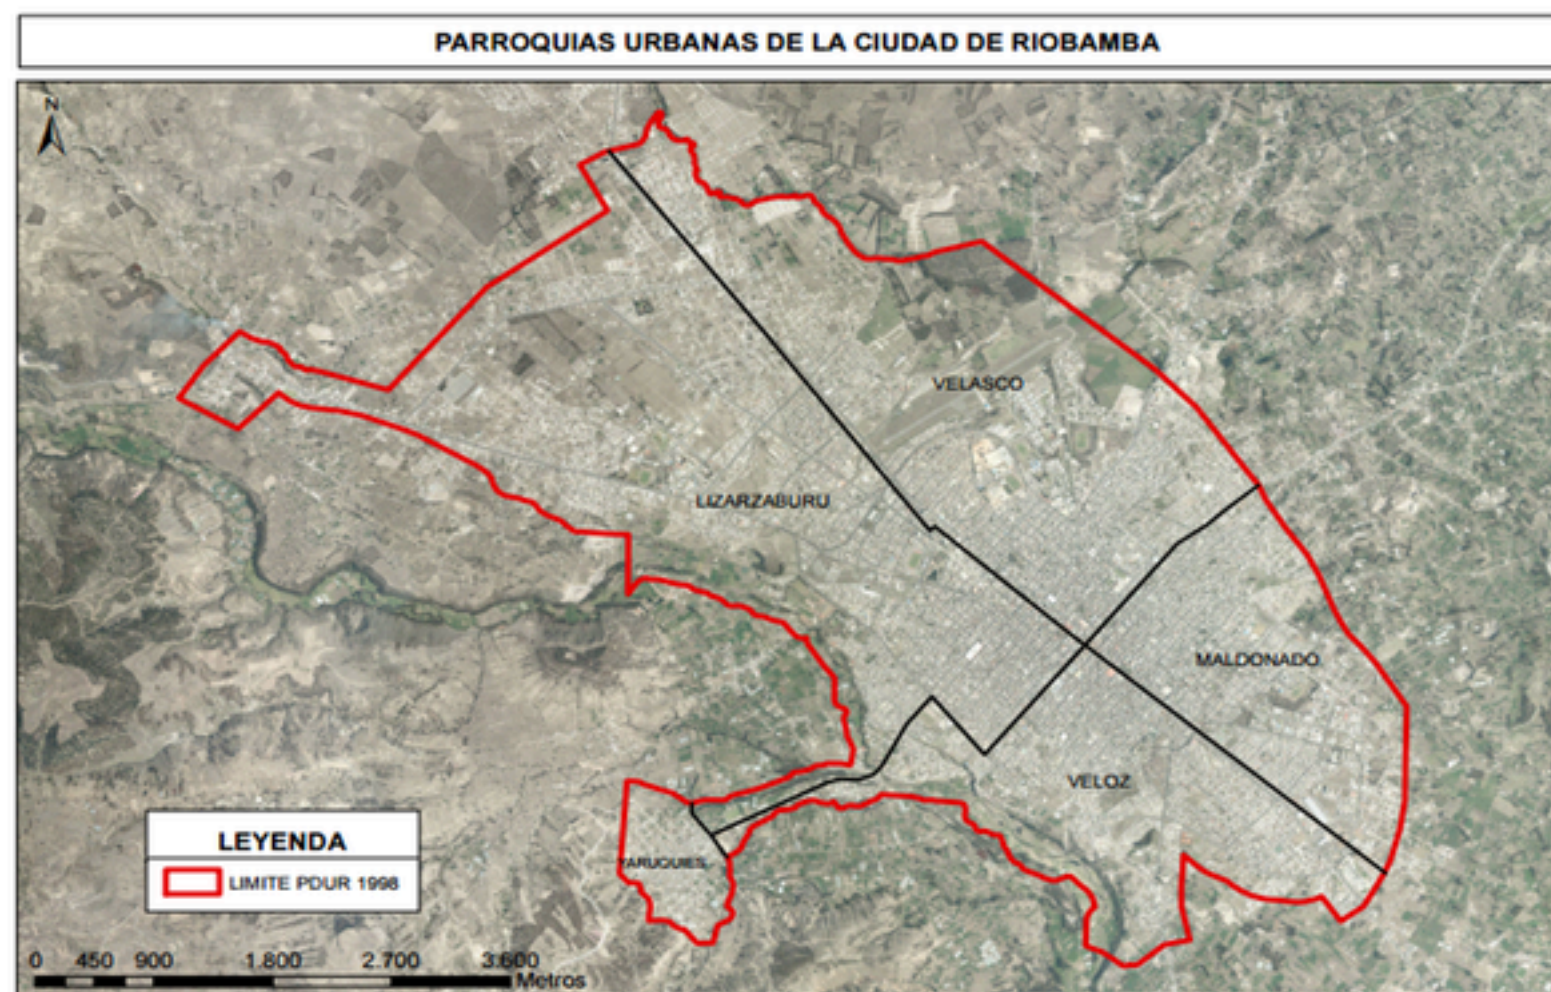 PARROQUIAS URBANAS DE LA CIUDAD DE RIOBAMBA
N
VELASCO
LIZARZABURU
MALDONADO
VELOZ
YARUQUIES
LEYENDA
LIMITE PDUR 1998
0 450 900 1.800 2.700 3.600
Metros